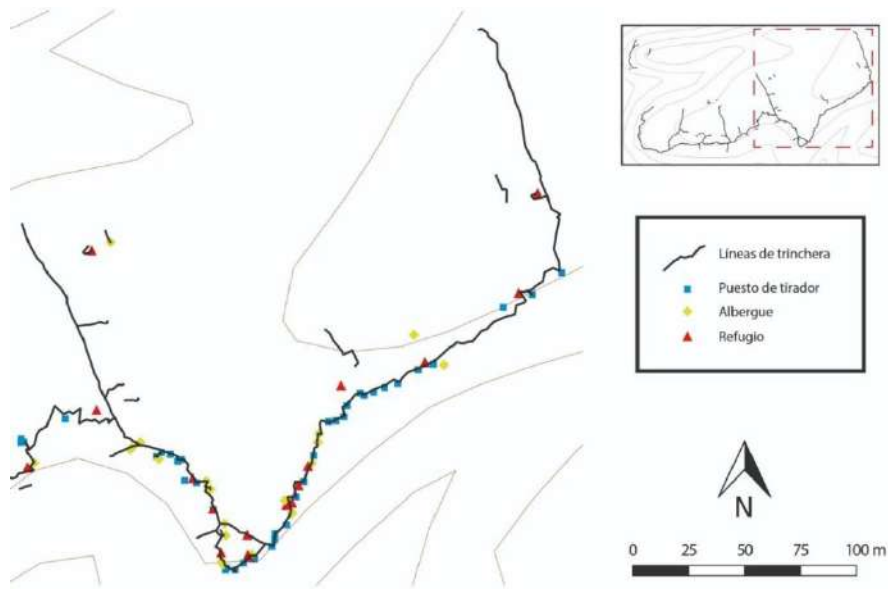 Líneas de trinchera
Puesto de tirador
Albergue
Refugio
N
0 25 50 75 100 m